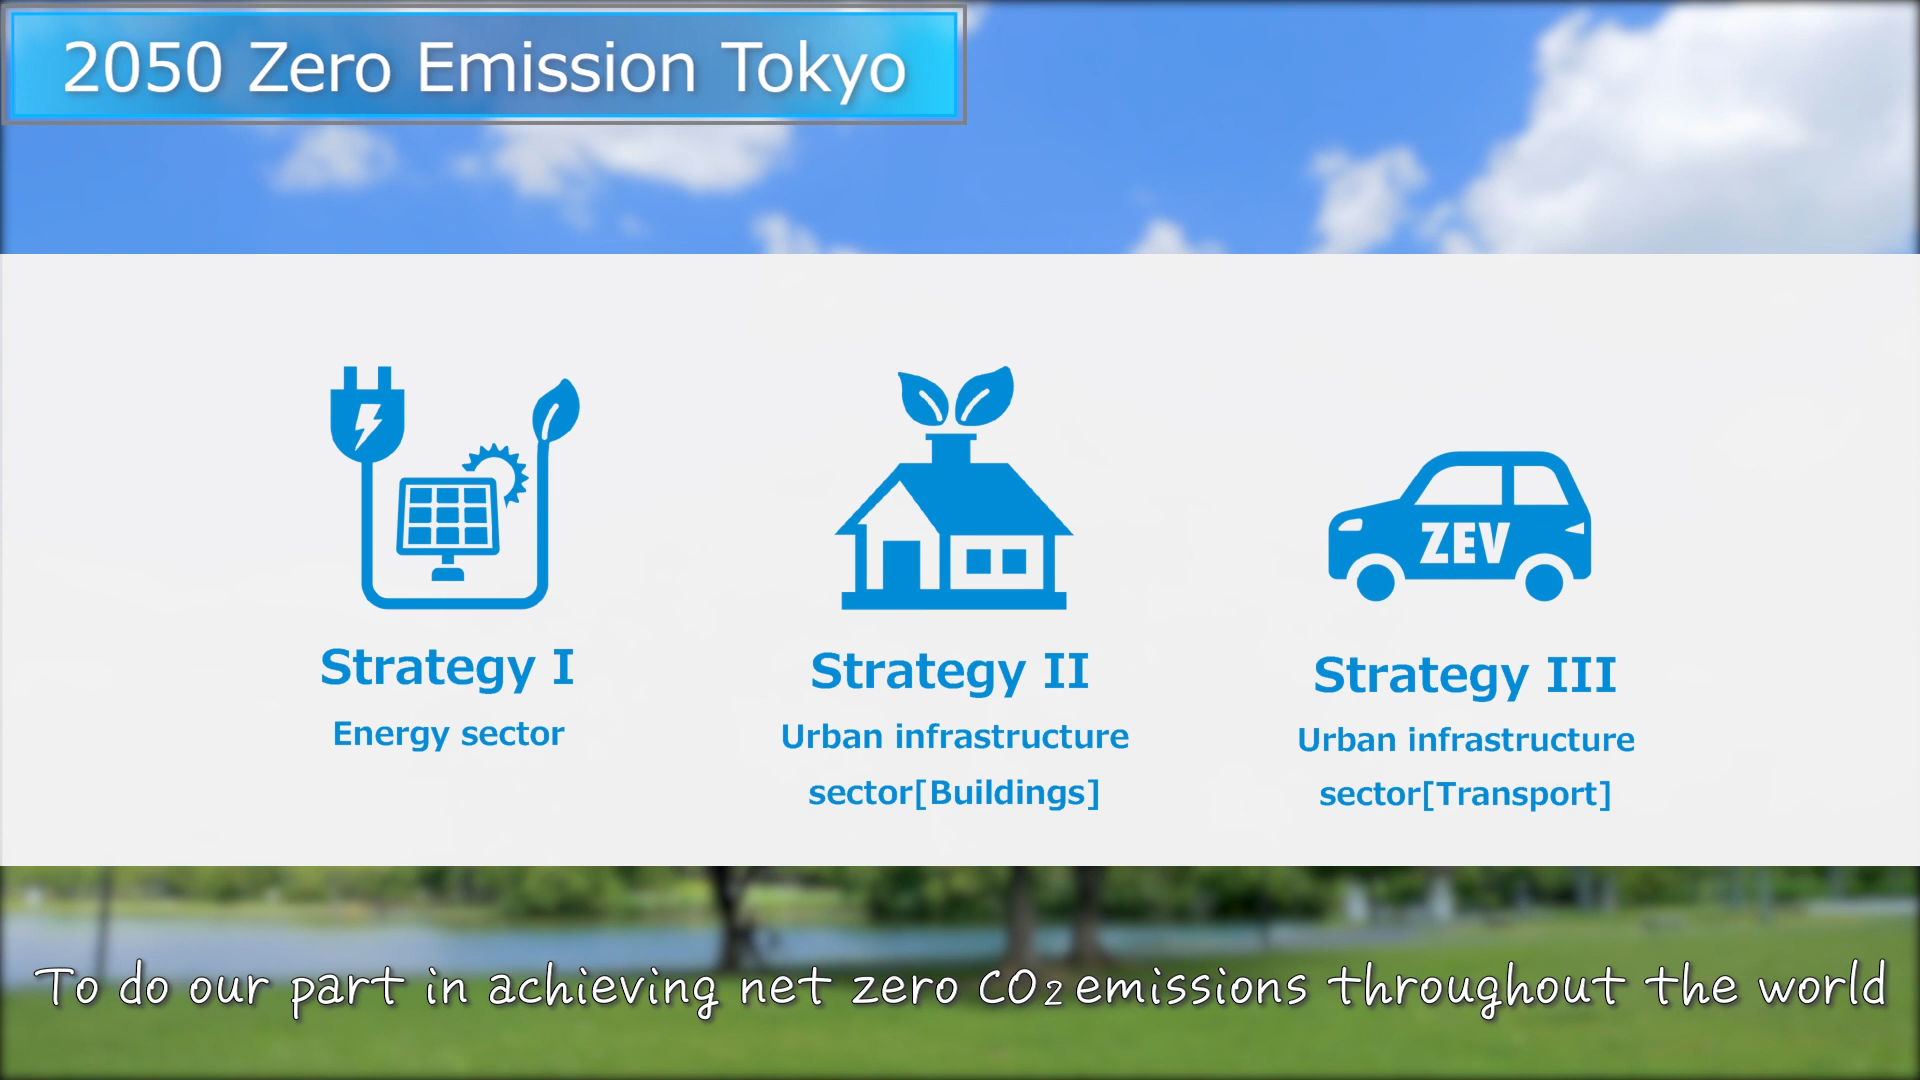 2050 Zero Emission Tokyo
ZEV
Strategy I
Energy sector
Strategy II
Urban infrastructure
sector[Buildings]
Strategy III
Urban infrastructure
sector[Transport]
To do our part in achieving net zero CO₂ emissions throughout the world